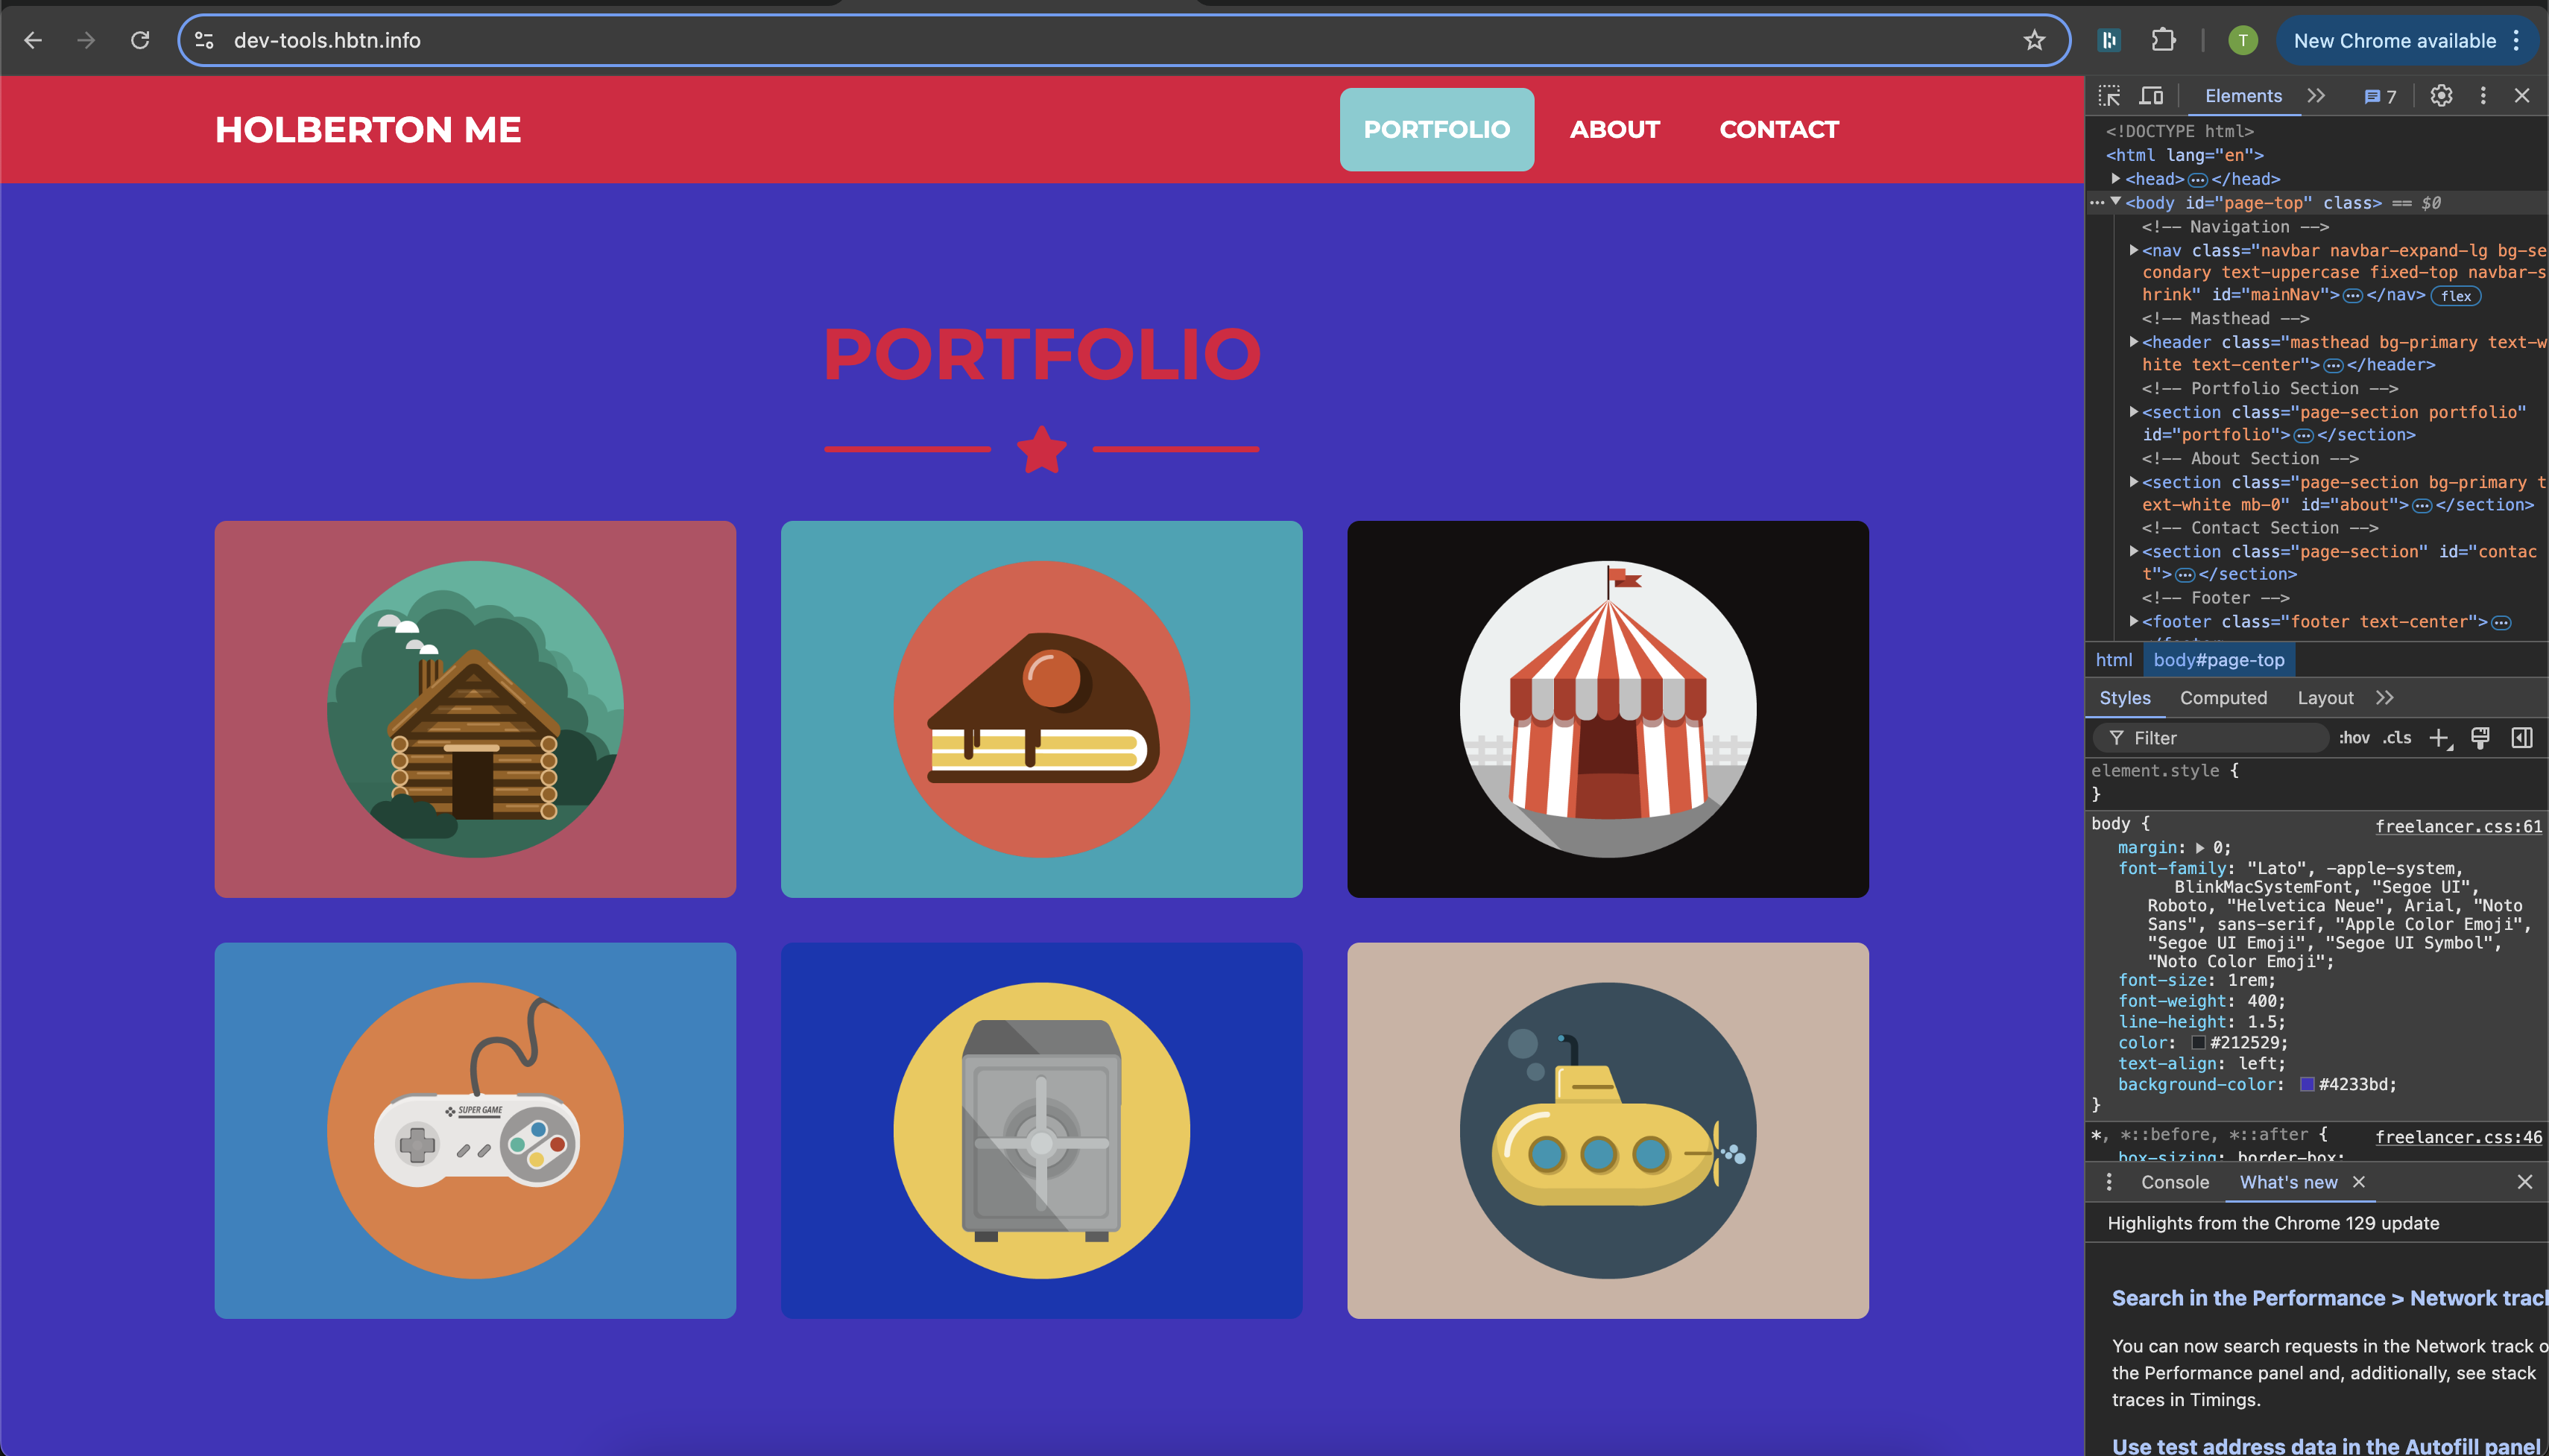 dev-tools.hbtn.info
T
New Chrome available
HOLBERTON ME
PORTFOLIO
ABOUT
CONTACT
PORTFOLIO
SUPER GAME
Elements
7
<!DOCTYPE html>
<html lang="en">
<head>
</head>
<body id="page-top" class> == $0
<!-- Navigation -->
<nav class="navbar navbar-expand-lg bg-se
condary text-uppercase fixed-top navbar-s
hrink" id="mainNav"> </nav> flex
<!-- Masthead -->
<header class="masthead bg-primary text-w
hite text-center"> </header>
<!-- Portfolio Section -->
<section class="page-section portfolio"
id="portfolio"> </section>
<!-- About Section -->
<section class="page-section bg-primary t
ext-white mb-0" id="about"> </section>
<!-- Contact Section -->
<section class="page-section" id="contac
t"> </section>
<!-- Footer -->
<footer class="footer text-center">
html body#page-top
Styles Computed Layout
Filter :hov .cls
element.style {
}
body { freelancer.css:61
margin: 0;
font-family: "Lato", -apple-system,
BlinkMacSystemFont, "Segoe UI",
Roboto, "Helvetica Neue", Arial, "Noto
Sans", sans-serif, "Apple Color Emoji",
"Segoe UI Emoji", "Segoe UI Symbol",
"Noto Color Emoji";
font-size: 1rem;
font-weight: 400;
line-height: 1.5;
color: #212529;
text-align: left;
background-color: #4233bd;
}
*, *::before, *::after { freelancer.css:46
box-sizing: border-box;
Console What's new
Highlights from the Chrome 129 update
Search in the Performance > Network trac
You can now search requests in the Network track o
the Performance panel and, additionally, see stack
traces in Timings.
Use test address data in the Autofill panel